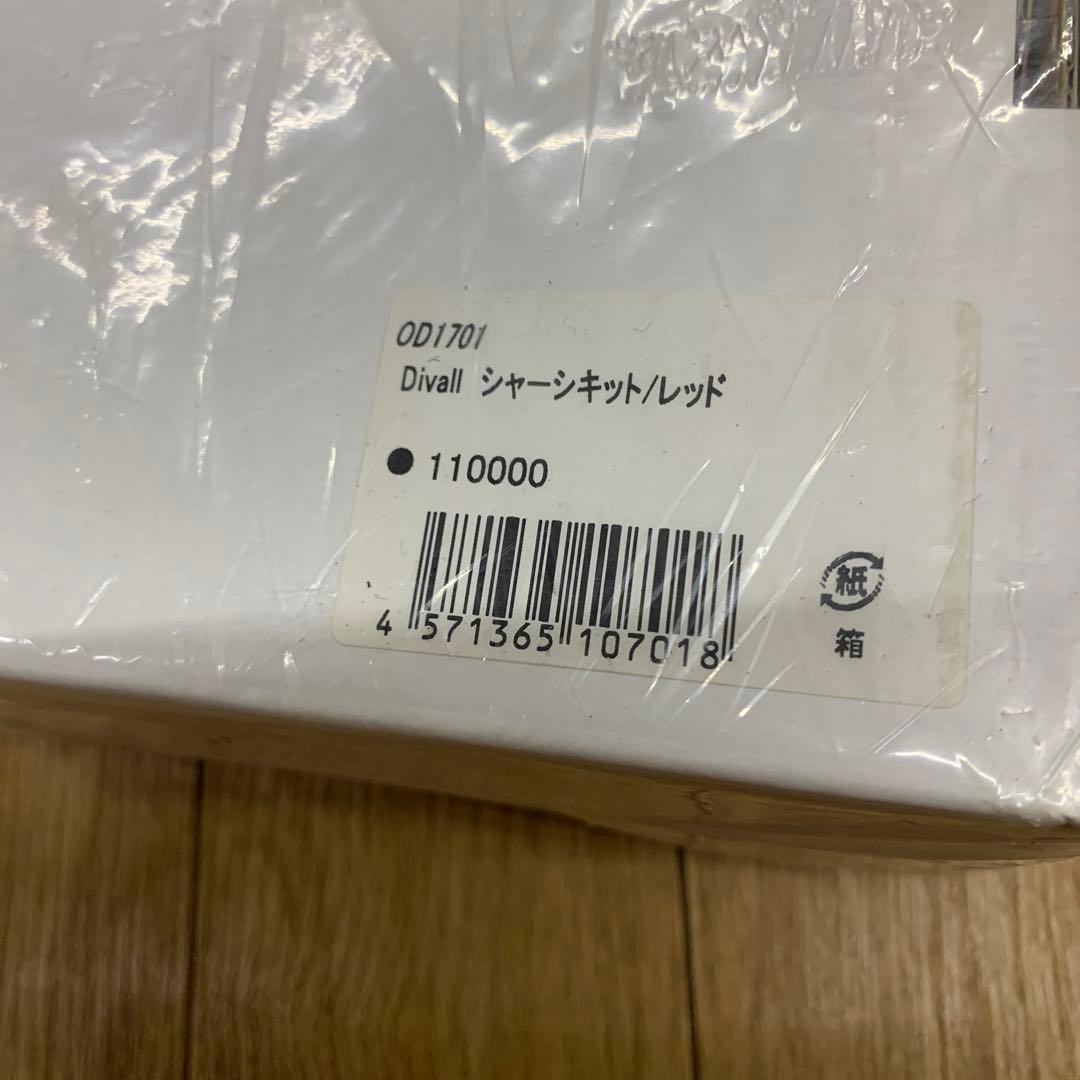 OD1701
Divall シャーシキット/レッド
● 110000
4 571365 107018
紙
箱